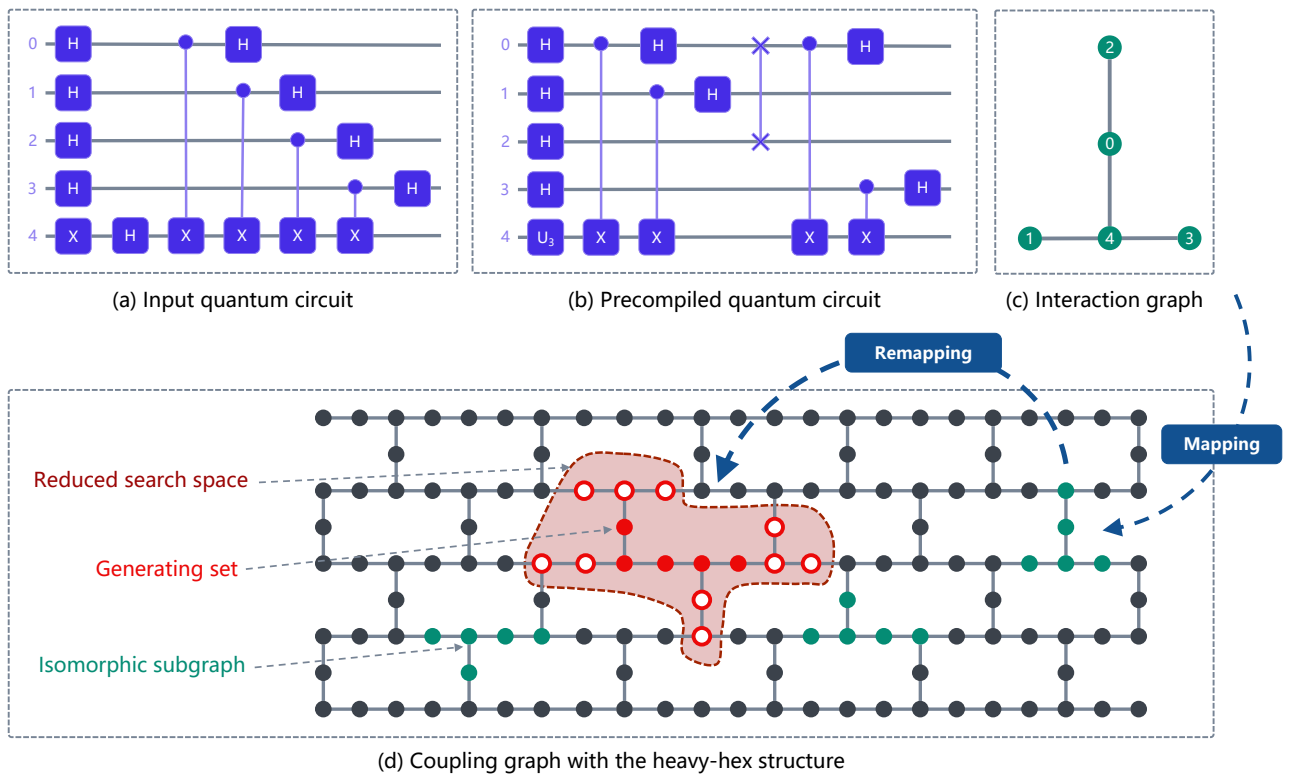 0 H H
1 H H
2 H H
3 H H
4 X H X X X X
0 H H H
1 H H
2 H
3 H H
4 U₃ X X X X
2
0
1 4 3
(a) Input quantum circuit
(b) Precompiled quantum circuit
(c) Interaction graph
Remapping
Mapping
Reduced search space
Generating set
Isomorphic subgraph
(d) Coupling graph with the heavy-hex structure